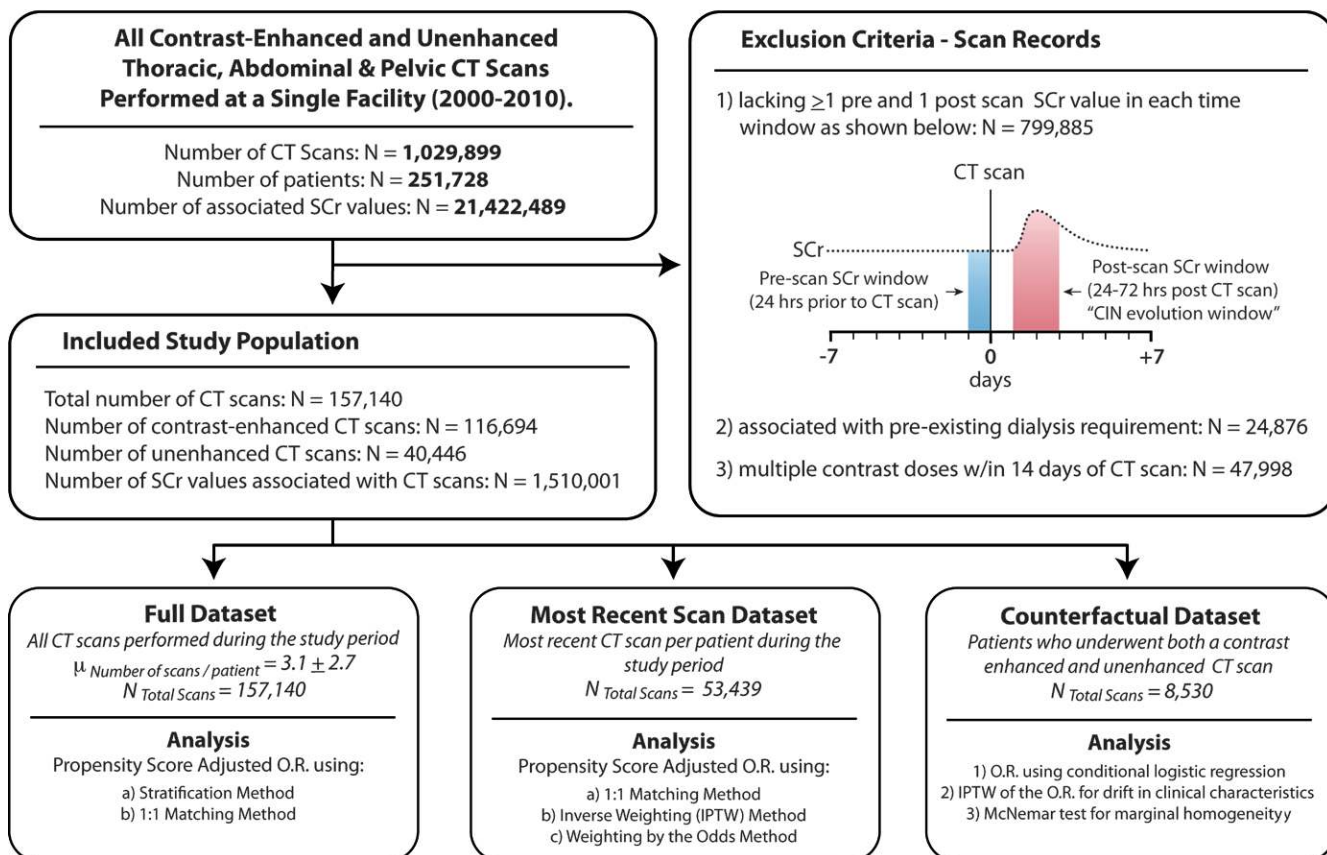 All Contrast-Enhanced and Unenhanced
Thoracic, Abdominal & Pelvic CT Scans
Performed at a Single Facility (2000-2010).
Number of CT Scans: N = 1,029,899
Number of patients: N = 251,728
Number of associated SCr values: N = 21,422,489
Exclusion Criteria - Scan Records
1) lacking ≥1 pre and 1 post scan SCr value in each time
window as shown below: N = 799,885
CT scan
SCr
Pre-scan SCr window
(24 hrs prior to CT scan)
Post-scan SCr window
(24-72 hrs post CT scan)
"CIN evolution window"
-7 0 +7
days
2) associated with pre-existing dialysis requirement: N = 24,876
3) multiple contrast doses w/in 14 days of CT scan: N = 47,998
Included Study Population
Total number of CT scans: N = 157,140
Number of contrast-enhanced CT scans: N = 116,694
Number of unenhanced CT scans: N = 40,446
Number of SCr values associated with CT scans: N = 1,510,001
Full Dataset
All CT scans performed during the study period
μ Number of scans / patient = 3.1 ± 2.7
N Total Scans = 157,140
Analysis
Propensity Score Adjusted O.R. using:
a) Stratification Method
b) 1:1 Matching Method
Most Recent Scan Dataset
Most recent CT scan per patient during the
study period
N Total Scans = 53,439
Analysis
Propensity Score Adjusted O.R. using:
a) 1:1 Matching Method
b) Inverse Weighting (IPTW) Method
c) Weighting by the Odds Method
Counterfactual Dataset
Patients who underwent both a contrast
enhanced and unenhanced CT scan
N Total Scans = 8,530
Analysis
1) O.R. using conditional logistic regression
2) IPTW of the O.R. for drift in clinical characteristics
3) McNemar test for marginal homogeneityy